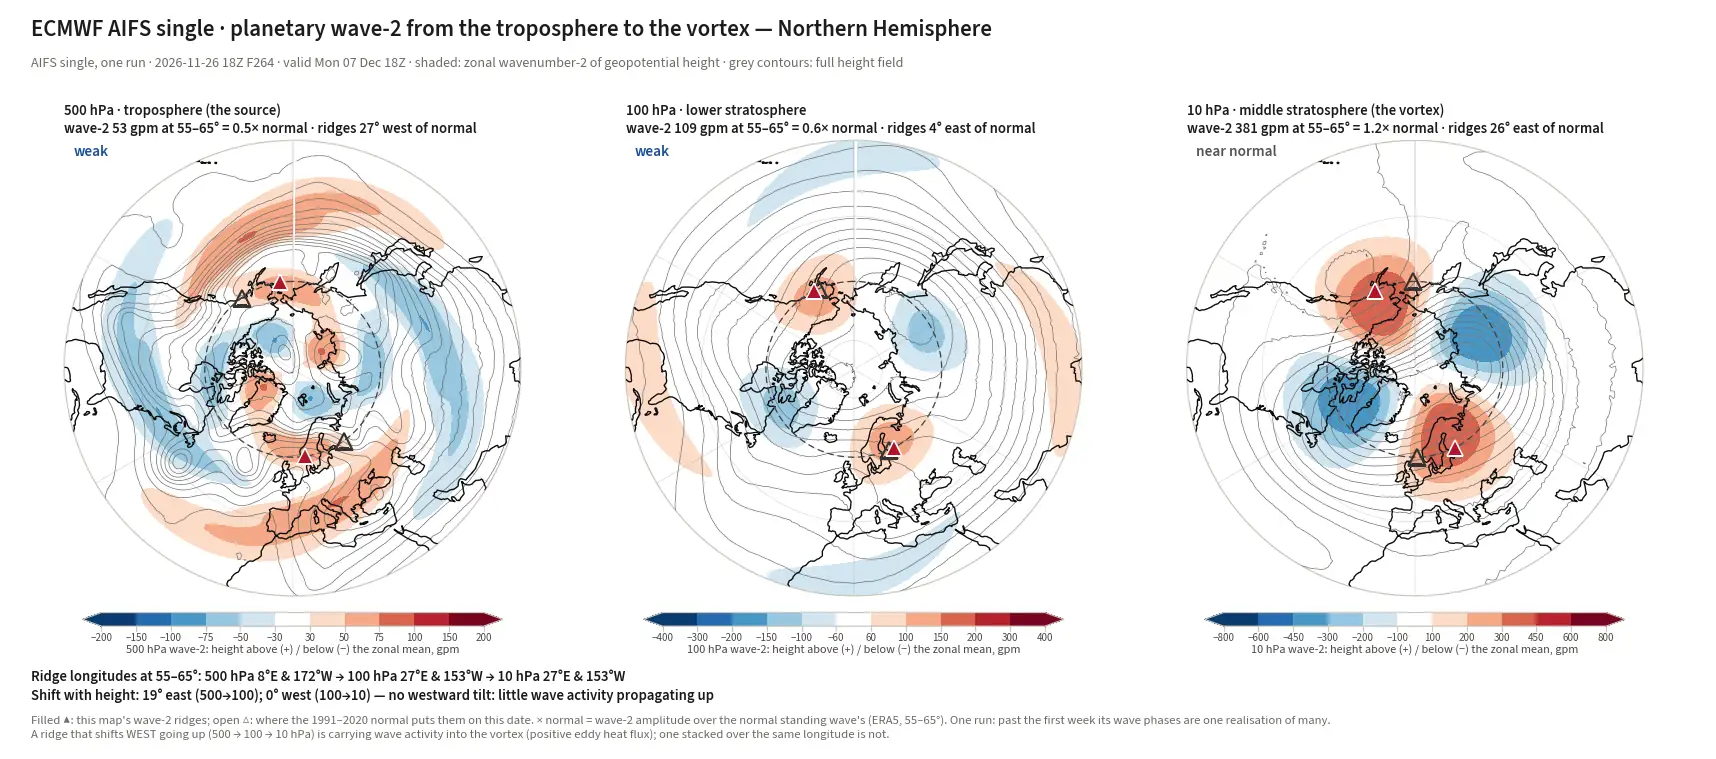 ECMWF AIFS single · planetary wave-2 from the troposphere to the vortex — Northern Hemisphere
AIFS single, one run · 2026-11-26 18Z F264 · valid Mon 07 Dec 18Z · shaded: zonal wavenumber-2 of geopotential height · grey contours: full height field
500 hPa · troposphere (the source)
wave-2 53 gpm at 55–65° = 0.5× normal · ridges 27° west of normal
weak
100 hPa · lower stratosphere
wave-2 109 gpm at 55–65° = 0.6× normal · ridges 4° east of normal
weak
10 hPa · middle stratosphere (the vortex)
wave-2 381 gpm at 55–65° = 1.2× normal · ridges 26° east of normal
near normal
−200 −150 −100 −75 −50 −30 30 50 75 100 150 200
500 hPa wave-2: height above (+) / below (−) the zonal mean, gpm
−400 −300 −200 −150 −100 −60 60 100 150 200 300 400
100 hPa wave-2: height above (+) / below (−) the zonal mean, gpm
−800 −600 −450 −300 −200 −100 100 200 300 450 600 800
10 hPa wave-2: height above (+) / below (−) the zonal mean, gpm
Ridge longitudes at 55–65°: 500 hPa 8°E & 172°W → 100 hPa 27°E & 153°W → 10 hPa 27°E & 153°W
Shift with height: 19° east (500→100); 0° west (100→10) — no westward tilt: little wave activity propagating up
Filled ▲: this map's wave-2 ridges; open △: where the 1991–2020 normal puts them on this date. × normal = wave-2 amplitude over the normal standing wave's (ERA5, 55–65°). One run: past the first week its wave phases are one realisation of many.
A ridge that shifts WEST going up (500 → 100 → 10 hPa) is carrying wave activity into the vortex (positive eddy heat flux); one stacked over the same longitude is not.